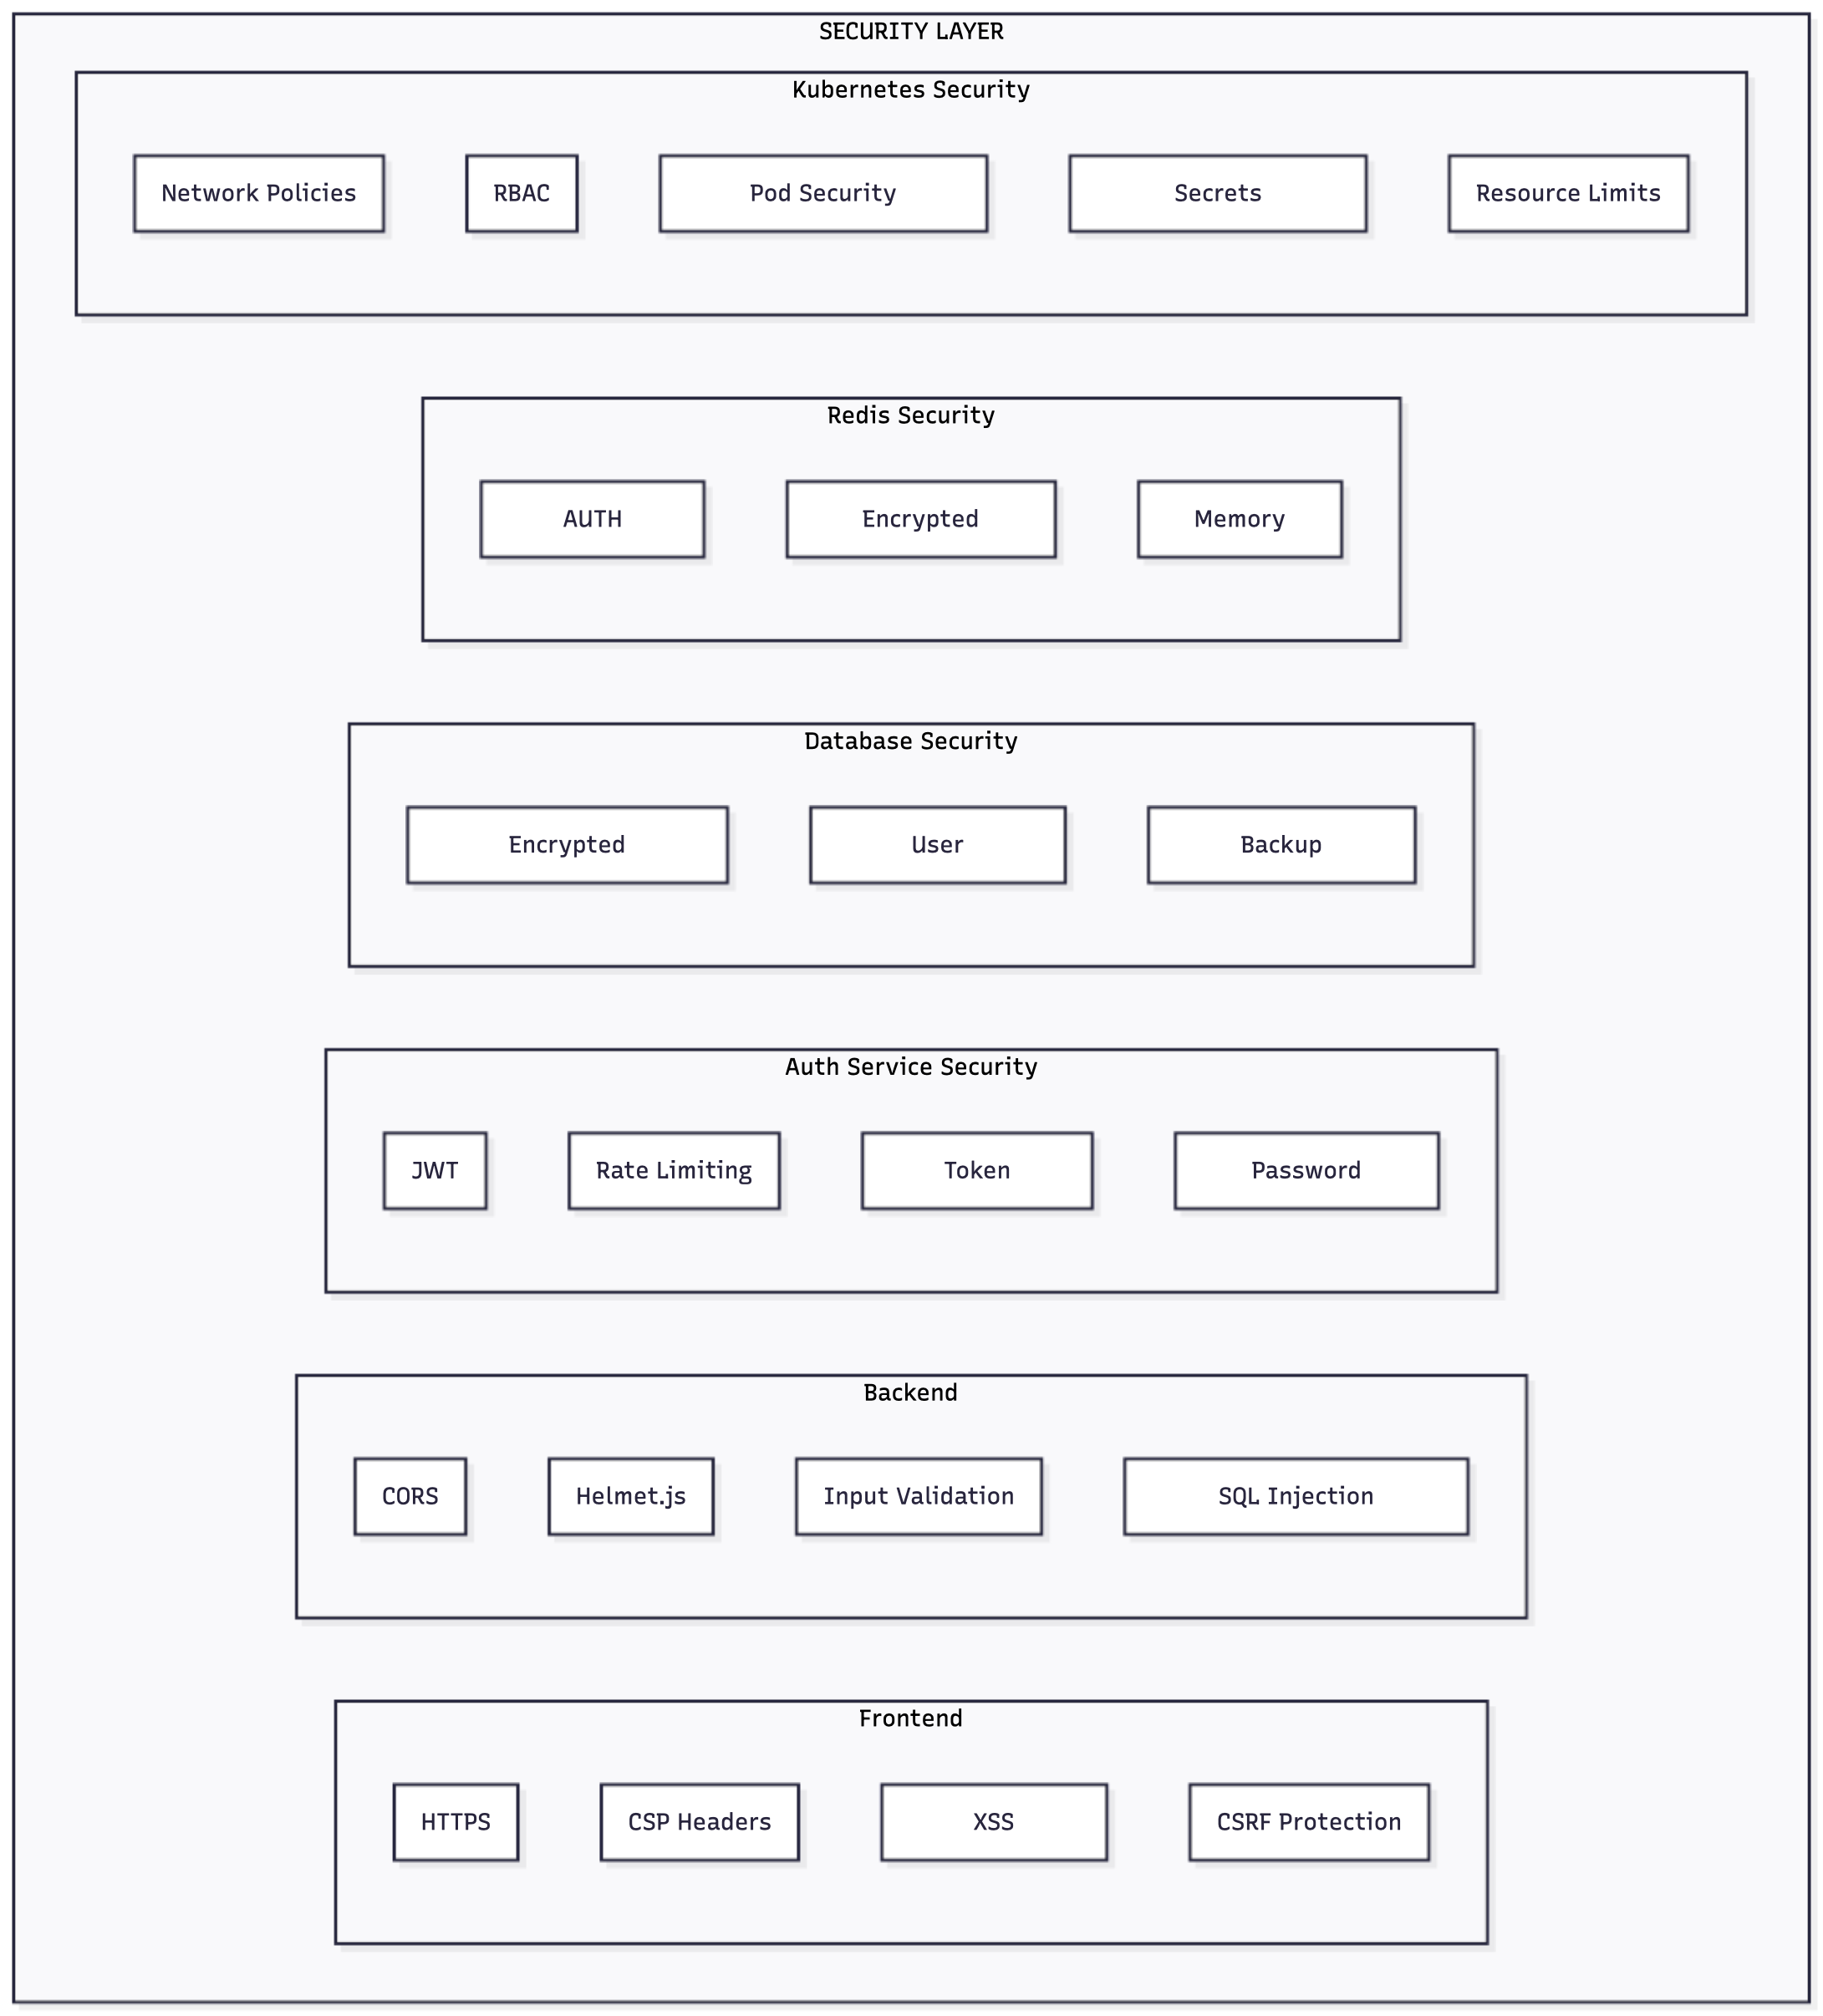 SECURITY LAYER
Kubernetes Security
Network Policies
RBAC
Pod Security
Secrets
Resource Limits
Redis Security
AUTH
Encrypted
Memory
Database Security
Encrypted
User
Backup
Auth Service Security
JWT
Rate Limiting
Token
Password
Backend
CORS
Helmet.js
Input Validation
SQL Injection
Frontend
HTTPS
CSP Headers
XSS
CSRF Protection